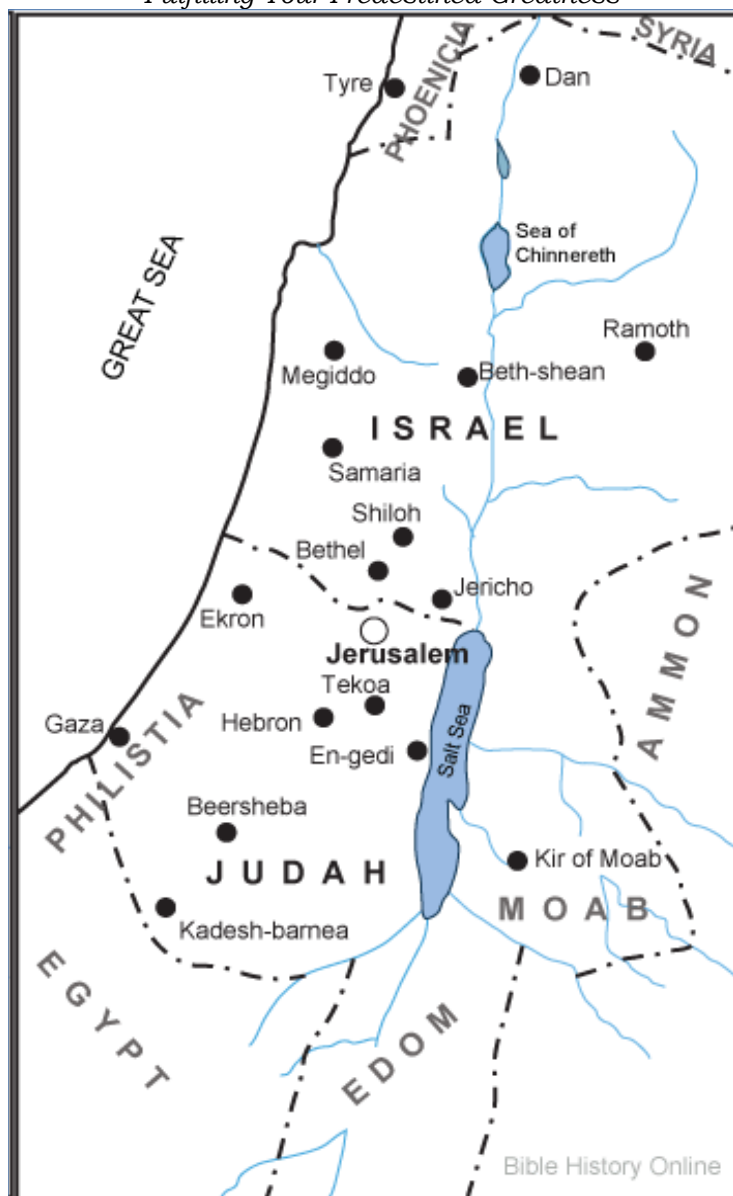 Fulfilling Your Predestined Greatness
SYRIA
PHOENICIA
Tyre
Dan
Sea of
Chinnereth
GREAT SEA
Ramoth
Megiddo
Beth-shean
ISRAEL
Samaria
Shiloh
Bethel
Jericho
Ekron
Jerusalem
AMMON
Tekoa
Hebron
Gaza
PHILISTIA
En-gedi
Salt Sea
Beersheba
Kir of Moab
JUDAH
MOAB
Kadesh-barnea
EGYPT
EDOM
Bible History Online